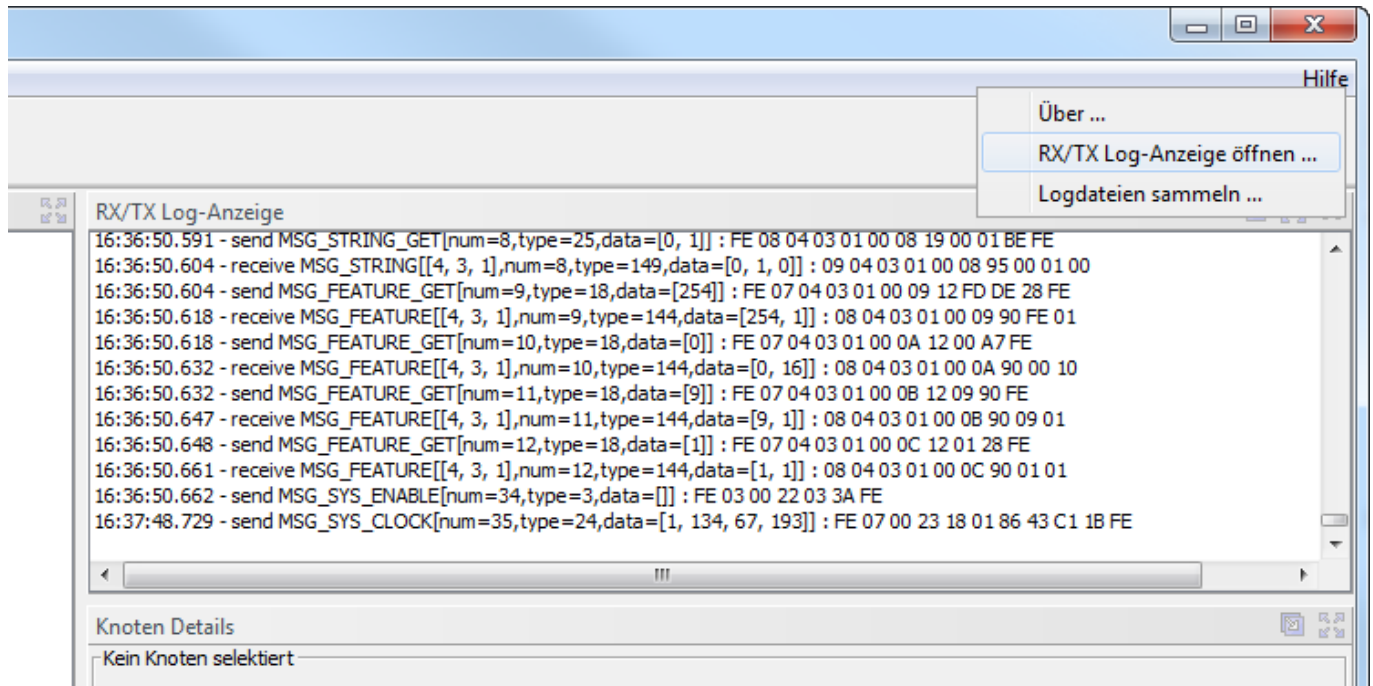 Hilfe
Über ...
RX/TX Log-Anzeige öffnen ...
Logdateien sammeln ...
RX/TX Log-Anzeige
16:36:50.591 - send MSG_STRING_GET[num=8,type=25,data=[0, 1]] : FE 08 04 03 01 00 08 19 00 01 BE FE
16:36:50.604 - receive MSG_STRING[[4, 3, 1],num=8,type=149,data=[0, 1, 0]] : 09 04 03 01 00 08 95 00 01 00
16:36:50.604 - send MSG_FEATURE_GET[num=9,type=18,data=[254]] : FE 07 04 03 01 00 09 12 FD DE 28 FE
16:36:50.618 - receive MSG_FEATURE[[4, 3, 1],num=9,type=144,data=[254, 1]] : 08 04 03 01 00 09 90 FE 01
16:36:50.618 - send MSG_FEATURE_GET[num=10,type=18,data=[0]] : FE 07 04 03 01 00 0A 12 00 A7 FE
16:36:50.632 - receive MSG_FEATURE[[4, 3, 1],num=10,type=144,data=[0, 16]] : 08 04 03 01 00 0A 90 00 10
16:36:50.632 - send MSG_FEATURE_GET[num=11,type=18,data=[9]] : FE 07 04 03 01 00 0B 12 09 90 FE
16:36:50.647 - receive MSG_FEATURE[[4, 3, 1],num=11,type=144,data=[9, 1]] : 08 04 03 01 00 0B 90 09 01
16:36:50.648 - send MSG_FEATURE_GET[num=12,type=18,data=[1]] : FE 07 04 03 01 00 0C 12 01 28 FE
16:36:50.661 - receive MSG_FEATURE[[4, 3, 1],num=12,type=144,data=[1, 1]] : 08 04 03 01 00 0C 90 01 01
16:36:50.662 - send MSG_SYS_ENABLE[num=34,type=3,data=[]] : FE 03 00 22 03 3A FE
16:37:48.729 - send MSG_SYS_CLOCK[num=35,type=24,data=[1, 134, 67, 193]] : FE 07 00 23 18 01 86 43 C1 1B FE
Knoten Details
Kein Knoten selektiert